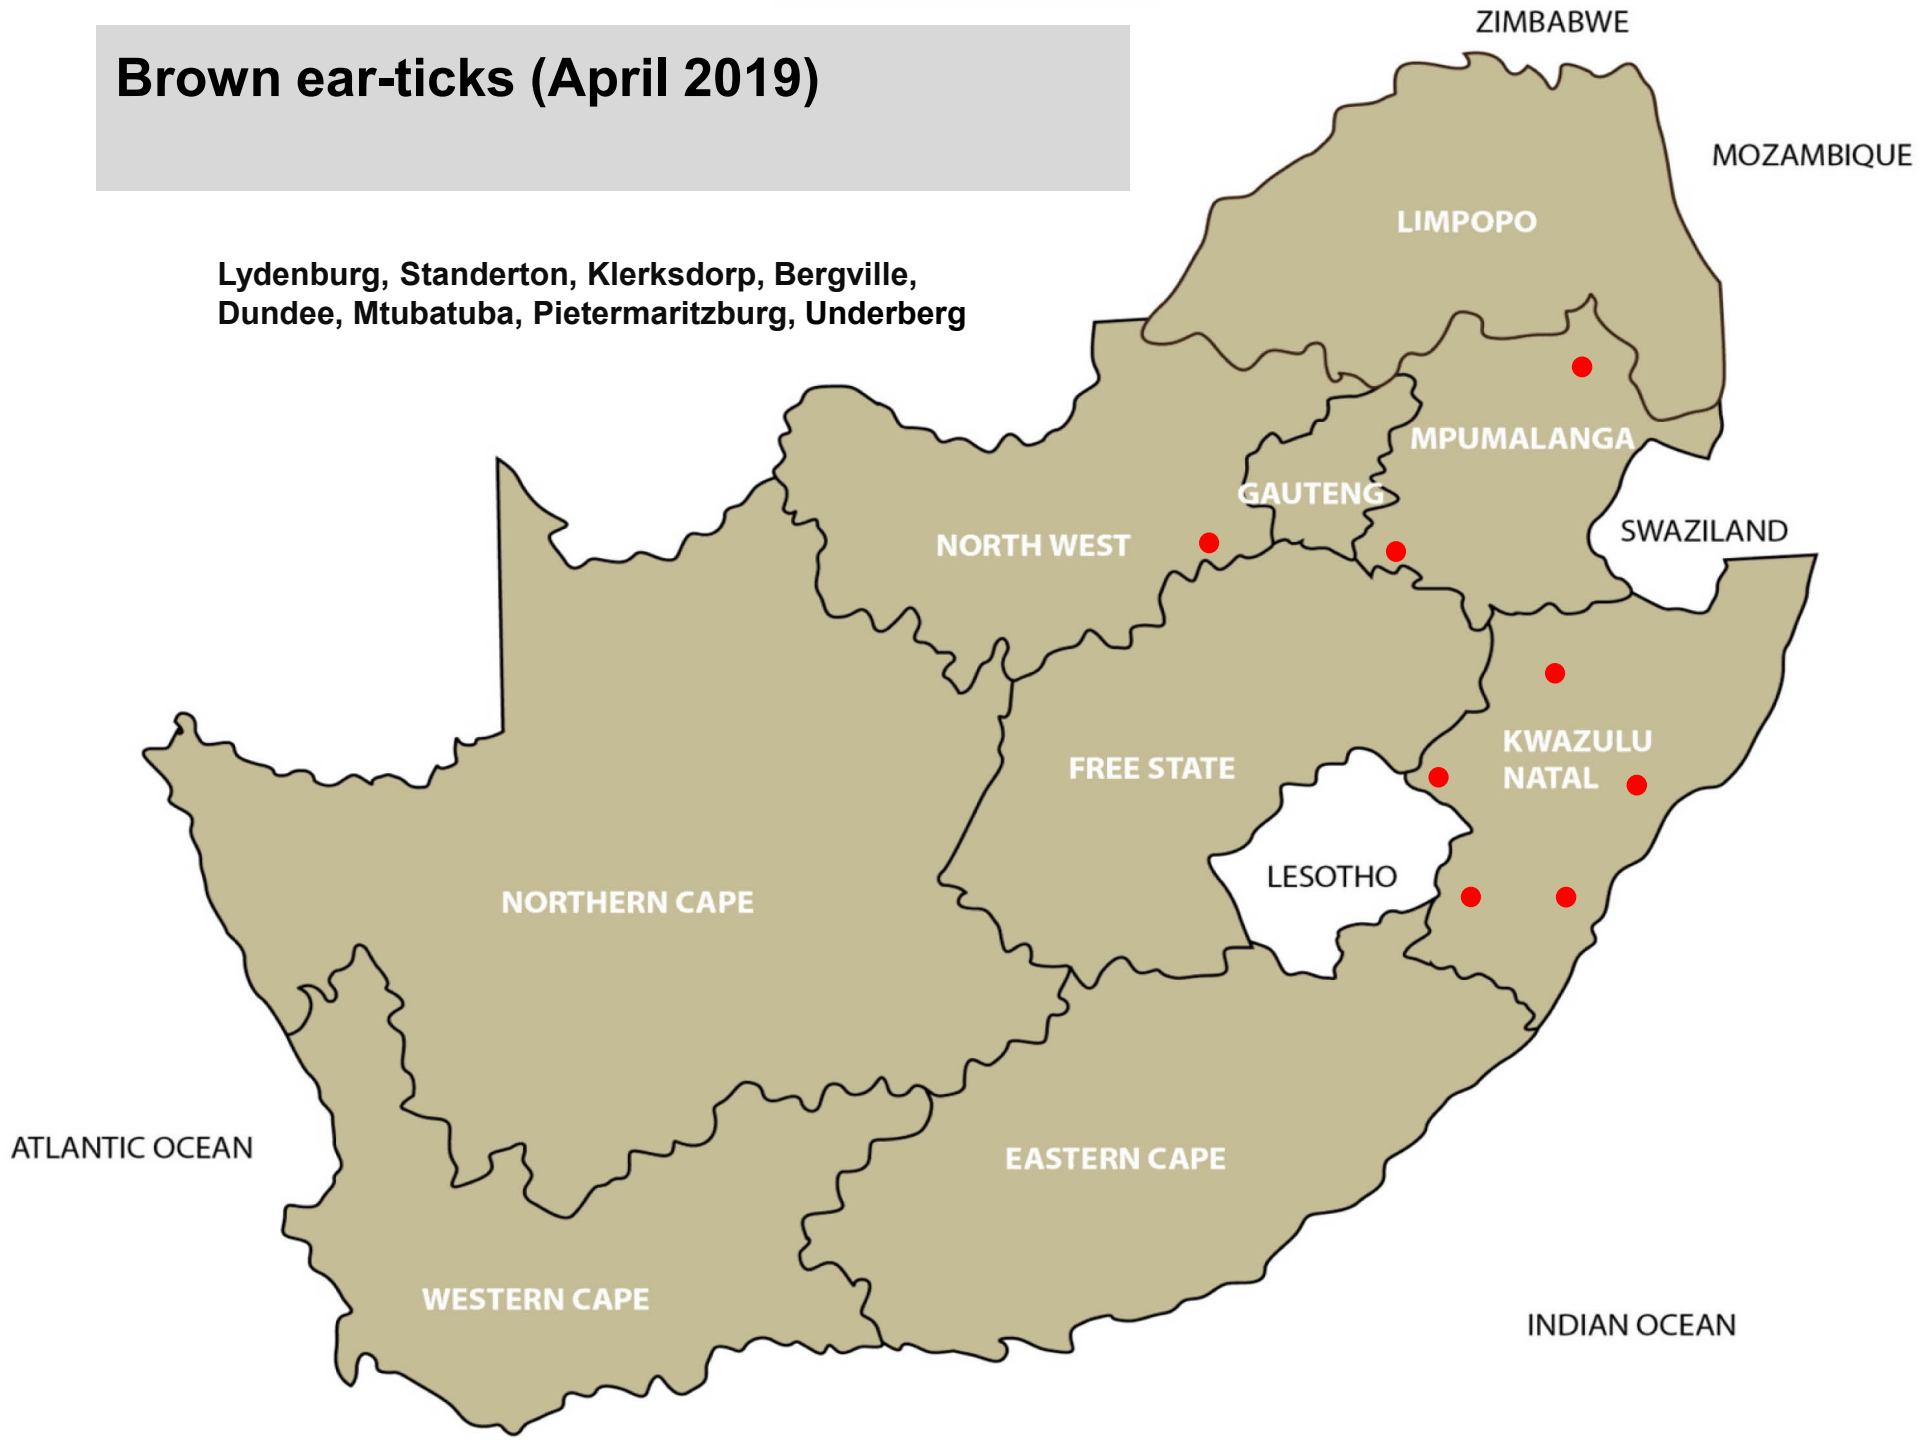 ZIMBABWE
Brown ear-ticks (April 2019)
MOZAMBIQUE
LIMPOPO
Lydenburg, Standerton, Klerksdorp, Bergville,
Dundee, Mtubatuba, Pietermaritzburg, Underberg
MPUMALANGA
GAUTENG
SWAZILAND
NORTH WEST
KWAZULU
NATAL
FREE STATE
LESOTHO
NORTHERN CAPE
ATLANTIC OCEAN
EASTERN CAPE
WESTERN CAPE
INDIAN OCEAN